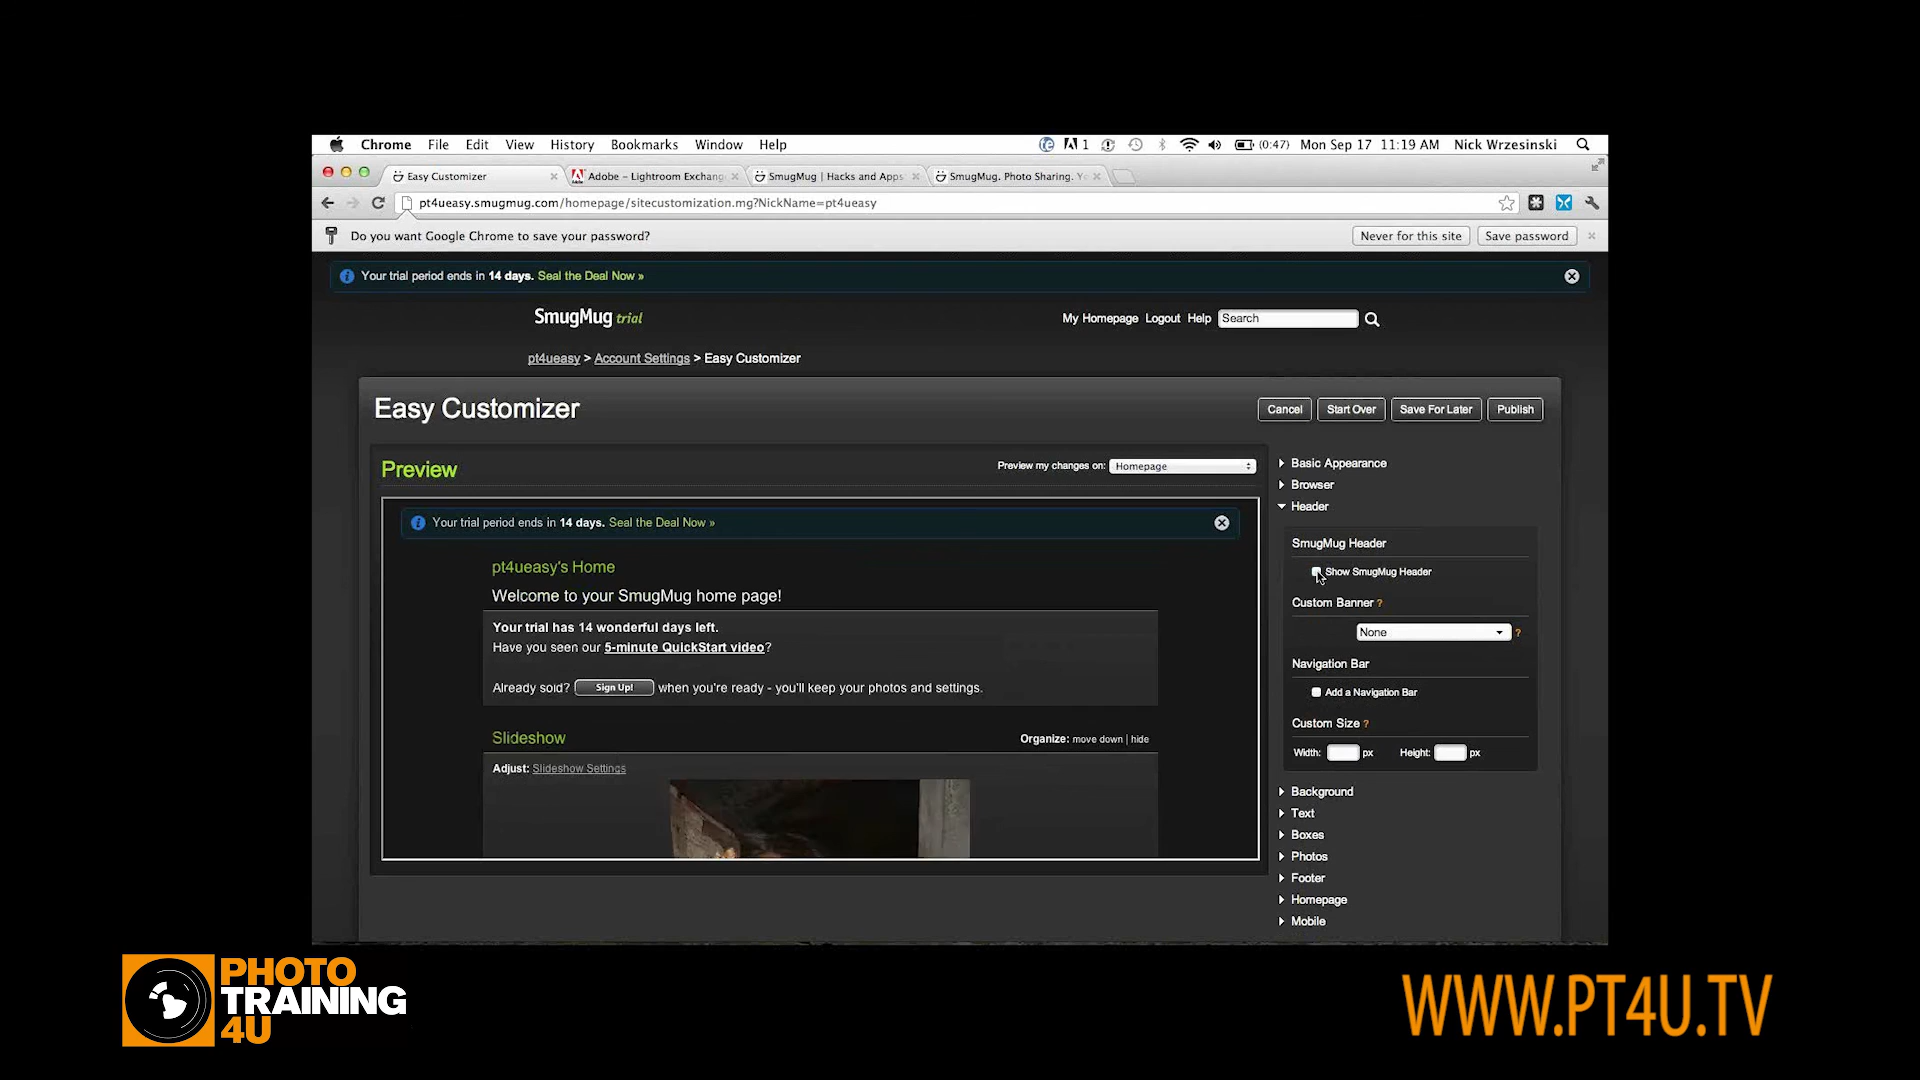 Chrome File Edit View History Bookmarks Window Help 1 (0:47) Mon Sep 17 11:19 AM Nick Wrzesinski
Easy Customizer Adobe – Lightroom Exchang SmugMug | Hacks and Apps SmugMug. Photo Sharing. Y
pt4ueasy.smugmug.com/homepage/sitecustomization.mg?NickName=pt4ueasy
Do you want Google Chrome to save your password? Never for this site Save password
Your trial period ends in 14 days. Seal the Deal Now »
SmugMug trial My Homepage Logout Help Search
pt4ueasy > Account Settings > Easy Customizer
Easy Customizer Cancel Start Over Save For Later Publish
Preview Preview my changes on: Homepage
Your trial period ends in 14 days. Seal the Deal Now »
pt4ueasy's Home
Welcome to your SmugMug home page!
Your trial has 14 wonderful days left.
Have you seen our 5-minute QuickStart video?
Already sold? Sign Up! when you're ready - you'll keep your photos and settings.
Slideshow Organize: move down | hide
Adjust: Slideshow Settings
Basic Appearance
Browser
Header
SmugMug Header
Show SmugMug Header
Custom Banner ?
None ?
Navigation Bar
Add a Navigation Bar
Custom Size ?
Width: px Height: px
Background
Text
Boxes
Photos
Footer
Homepage
Mobile
PHOTO
TRAINING
4U
WWW.PT4U.TV